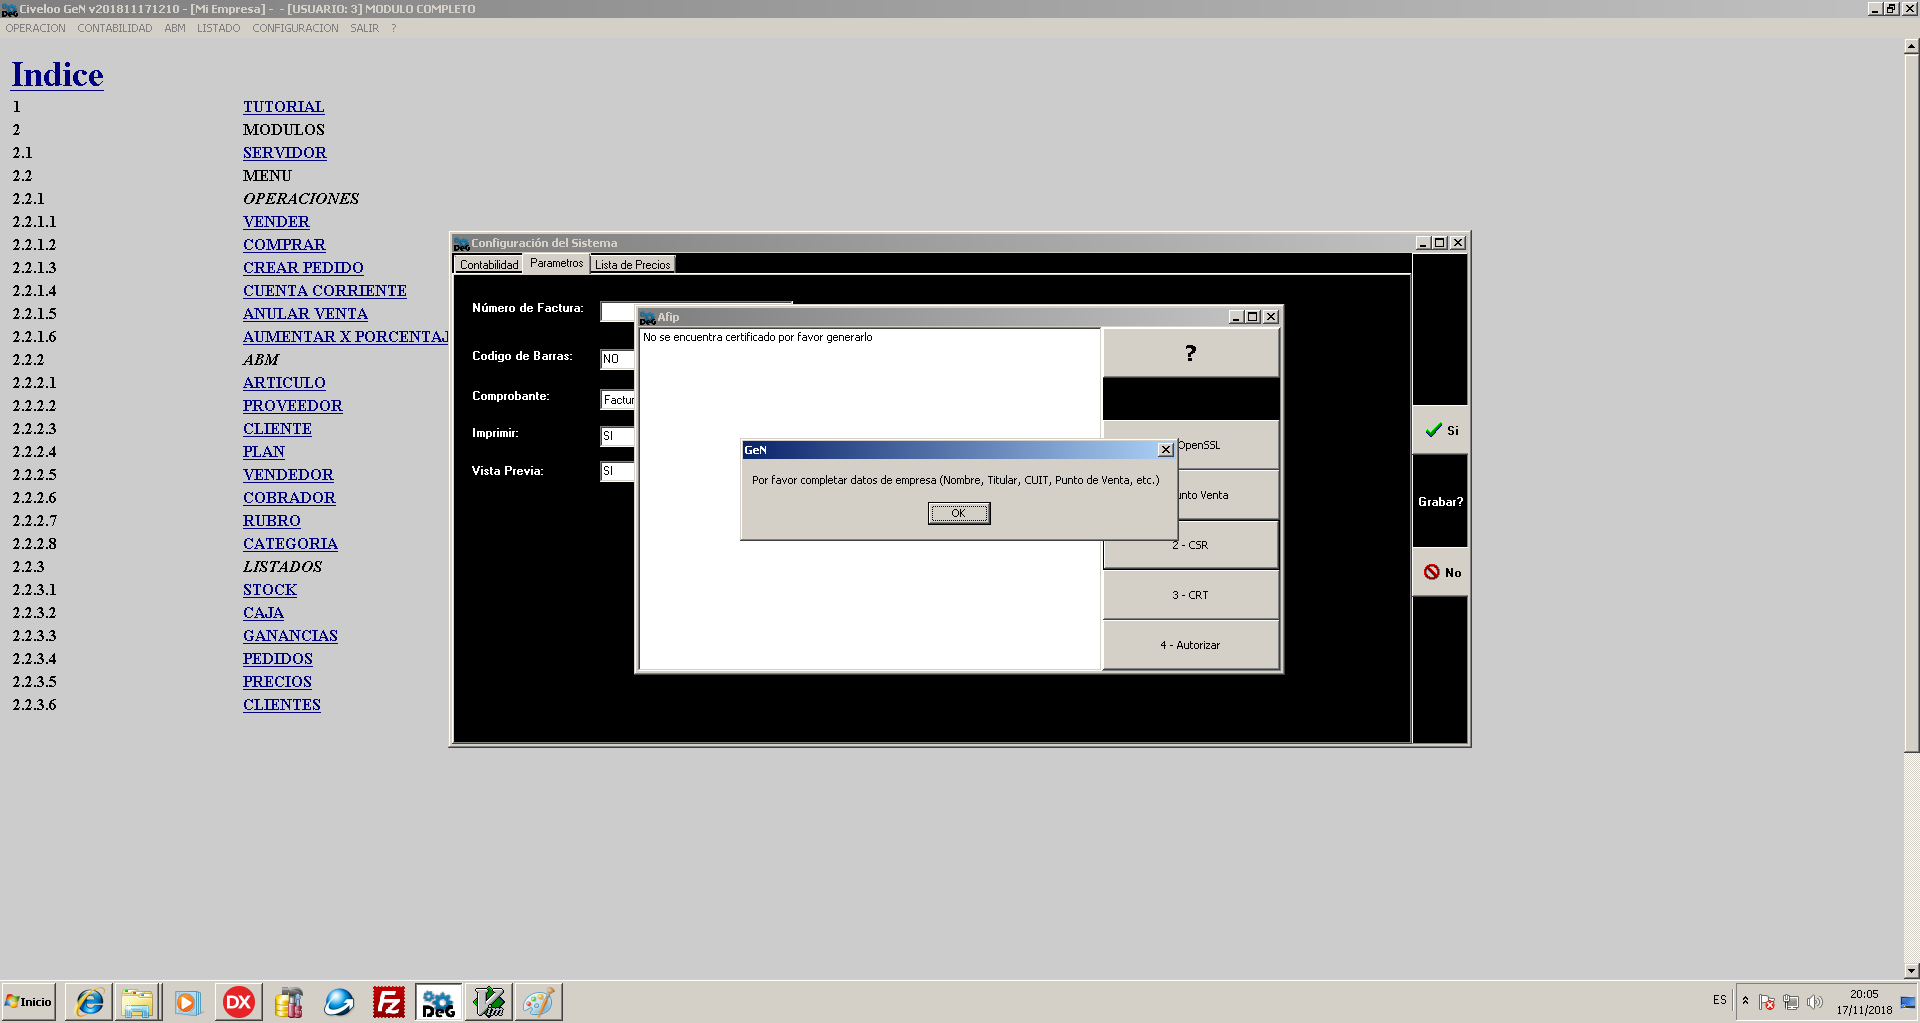 Civeloo GeN v201811171210 - [Mi Empresa] - - [USUARIO: 3] MODULO COMPLETO
OPERACION CONTABILIDAD ABM LISTADO CONFIGURACION SALIR ?
Indice
1 TUTORIAL
2 MODULOS
2.1 SERVIDOR
2.2 MENU
2.2.1 OPERACIONES
2.2.1.1 VENDER
2.2.1.2 COMPRAR
2.2.1.3 CREAR PEDIDO
2.2.1.4 CUENTA CORRIENTE
2.2.1.5 ANULAR VENTA
2.2.1.6 AUMENTAR X PORCENTAJ
2.2.2 ABM
2.2.2.1 ARTICULO
2.2.2.2 PROVEEDOR
2.2.2.3 CLIENTE
2.2.2.4 PLAN
2.2.2.5 VENDEDOR
2.2.2.6 COBRADOR
2.2.2.7 RUBRO
2.2.2.8 CATEGORIA
2.2.3 LISTADOS
2.2.3.1 STOCK
2.2.3.2 CAJA
2.2.3.3 GANANCIAS
2.2.3.4 PEDIDOS
2.2.3.5 PRECIOS
2.2.3.6 CLIENTES
DeG Configuración del Sistema
Contabilidad Parametros Lista de Precios
Número de Factura:
Codigo de Barras: NO
Comprobante: Factur
Imprimir: SI
Vista Previa: SI
Si
Grabar?
No
DeG Afip
No se encuentra certificado por favor generarlo
?
OpenSSL
unto Venta
2 - CSR
3 - CRT
4 - Autorizar
GeN
Por favor completar datos de empresa (Nombre, Titular, CUIT, Punto de Venta, etc.)
OK
Inicio
DX
FZ
DeG
Vim
ES
20:05
17/11/2018